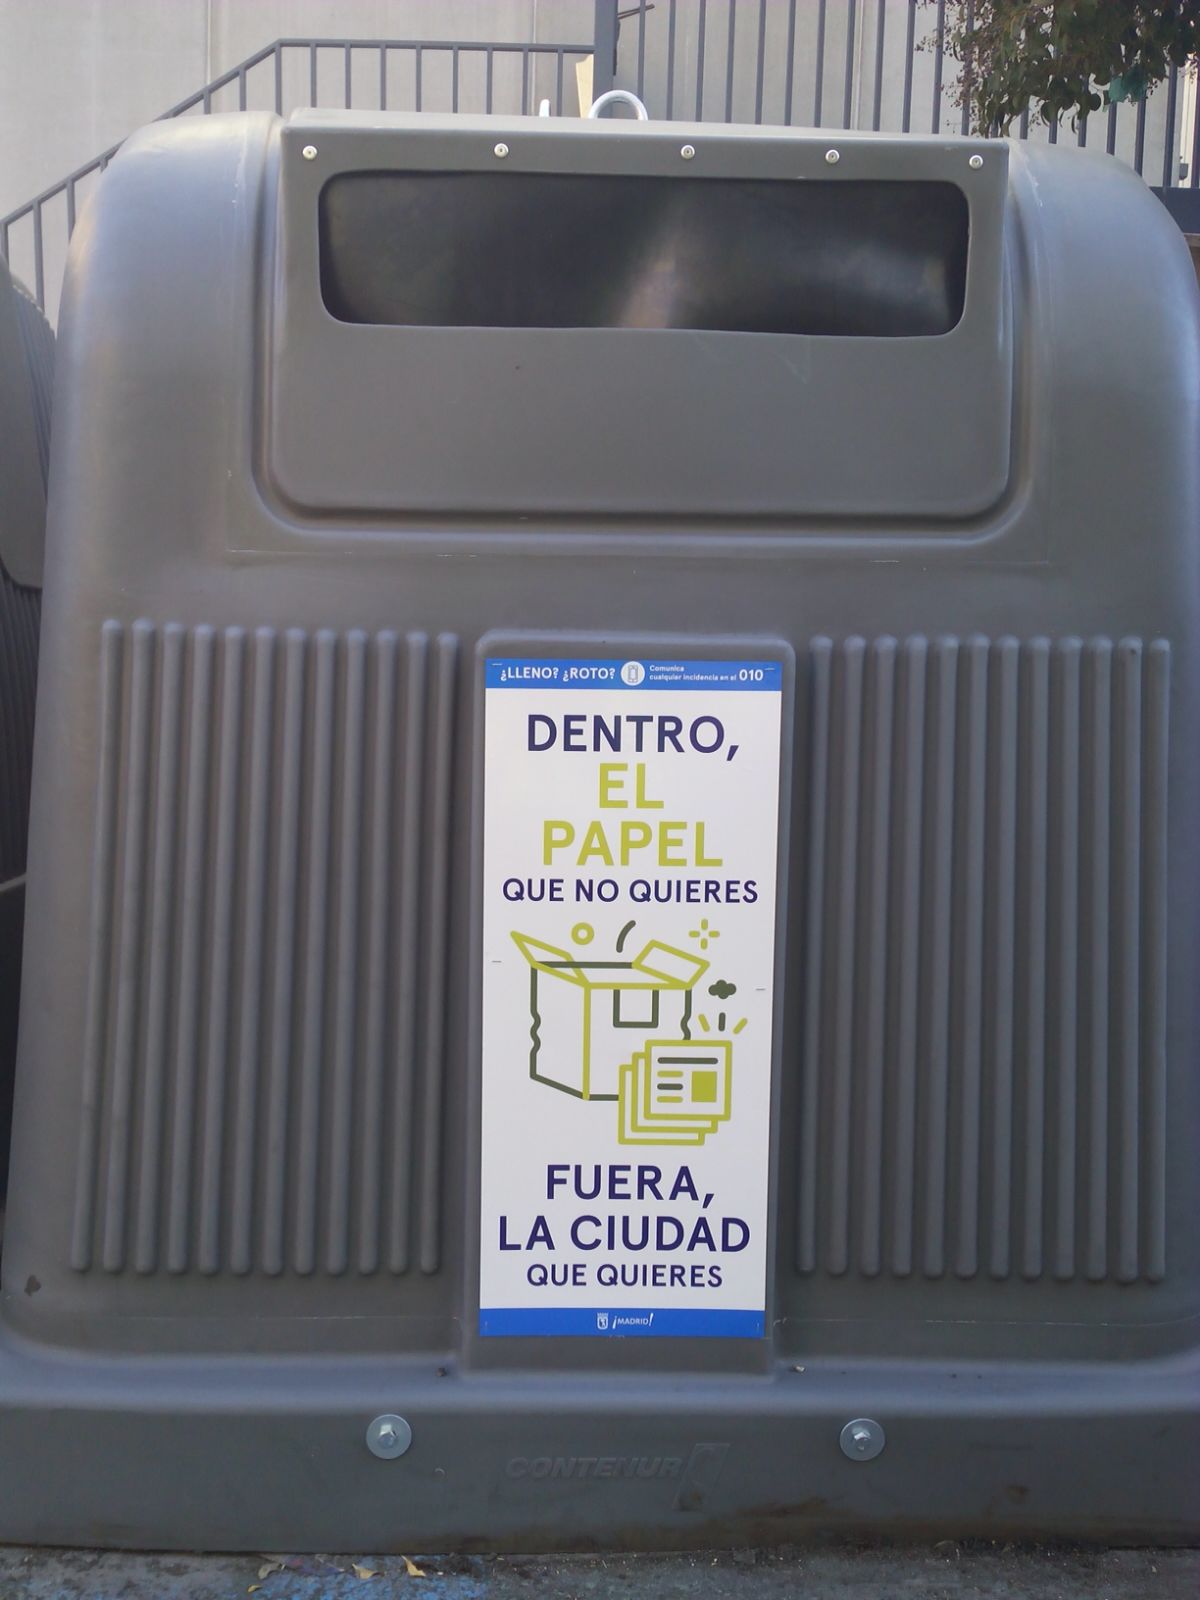 ¿LLENO? ¿ROTO?
Comunica
cualquier incidencia en el 010
DENTRO,
EL
PAPEL
QUE NO QUIERES
FUERA,
LA CIUDAD
QUE QUIERES
¡MADRID!
CONTENUR